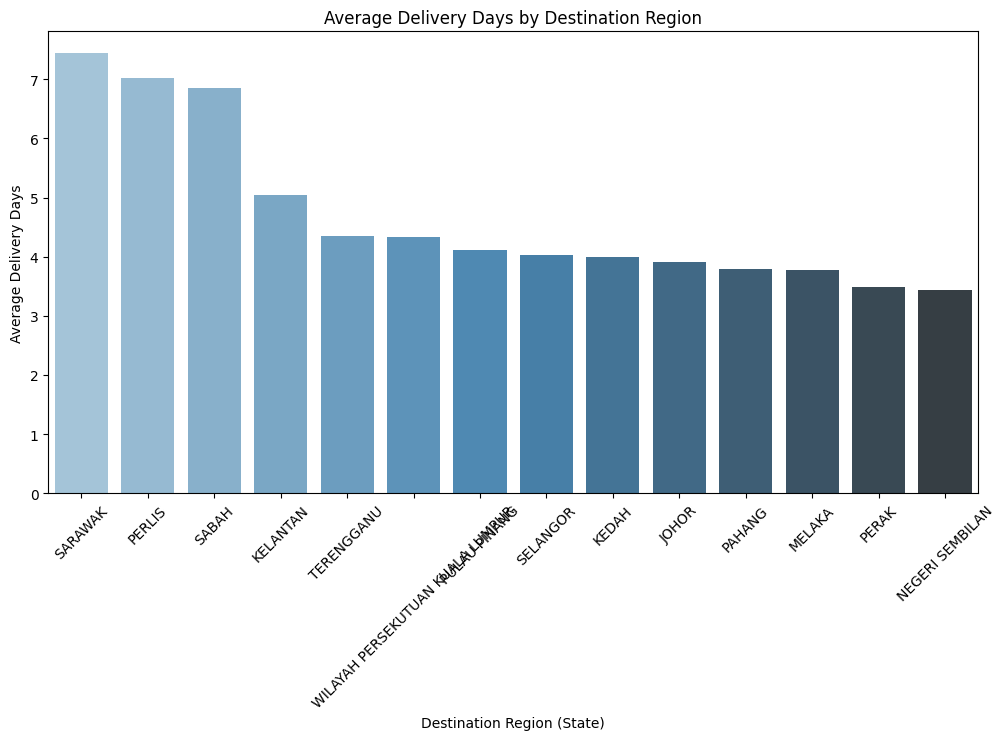 Average Delivery Days by Destination Region
Average Delivery Days
7
6
5
4
3
2
1
0
SARAWAK
PERLIS
SABAH
KELANTAN
TERENGGANU
WILAYAH PERSEKUTUAN KUALA LUMPUR
PULAU PINANG
SELANGOR
KEDAH
JOHOR
PAHANG
MELAKA
PERAK
NEGERI SEMBILAN
Destination Region (State)